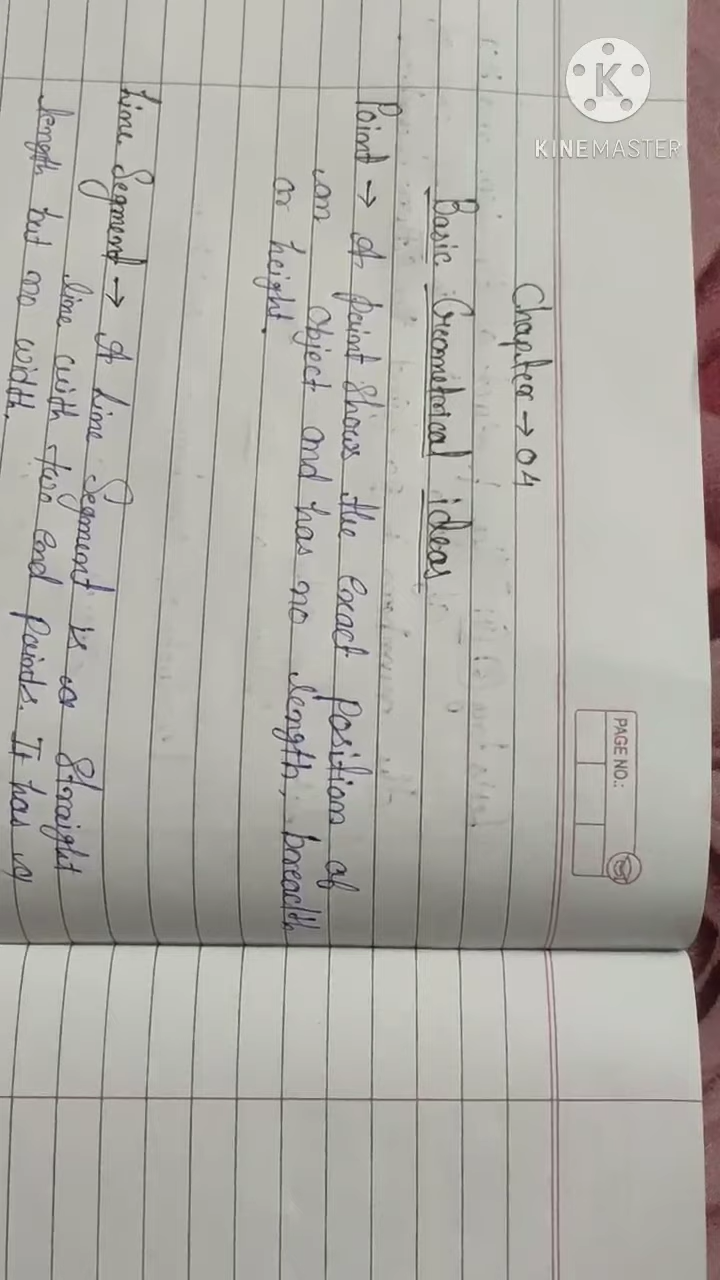 KINEMASTER
PAGE NO.:
Chapter → 04
Basic Geometrical ideas
Point → A point shows the exact position of
an object and has no length, breadth
or height.
Line Segment → A line Segment is a Straight
line with two end points. It has a
length but no width.